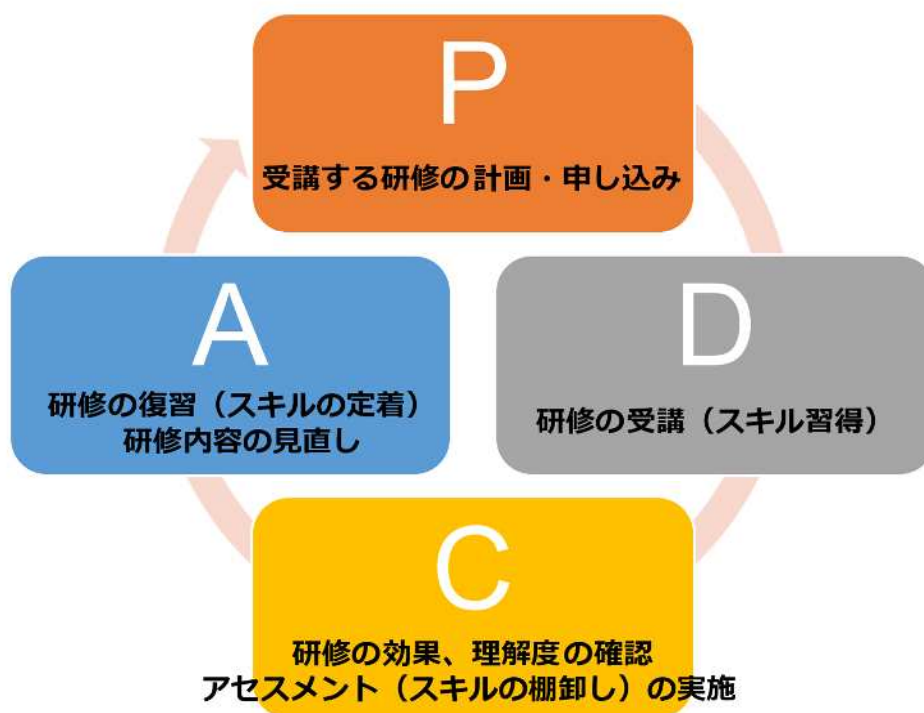 P
受講する研修の計画・申し込み
D
研修の受講（スキル習得）
C
研修の効果、理解度の確認
アセスメント（スキルの棚卸し）の実施
A
研修の復習（スキルの定着）
研修内容の見直し